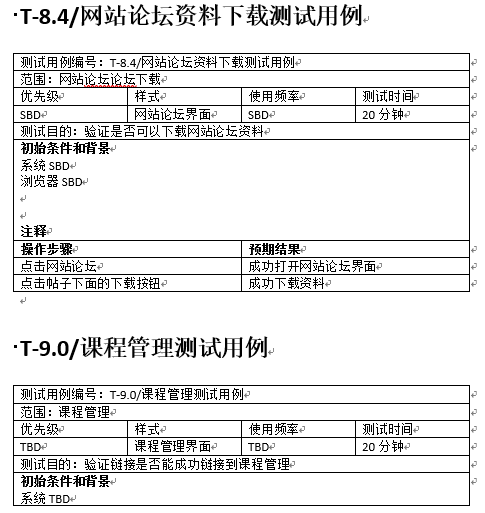 T-8.4/网站论坛资料下载测试用例
测试用例编号：T-8.4/网站论坛资料下载测试用例
范围：网站论坛论坛下载
优先级 样式 使用频率 测试时间
SBD 网站论坛界面 SBD 20 分钟
测试目的：验证是否可以下载网站论坛资料
初始条件和背景
系统 SBD
浏览器 SBD
注释
操作步骤 预期结果
点击网站论坛 成功打开网站论坛界面
点击帖子下面的下载按钮 成功下载资料
T-9.0/课程管理测试用例
测试用例编号：T-9.0/课程管理测试用例
范围：课程管理
优先级 样式 使用频率 测试时间
TBD 课程管理界面 TBD 20 分钟
测试目的：验证链接是否能成功链接到课程管理
初始条件和背景
系统 TBD